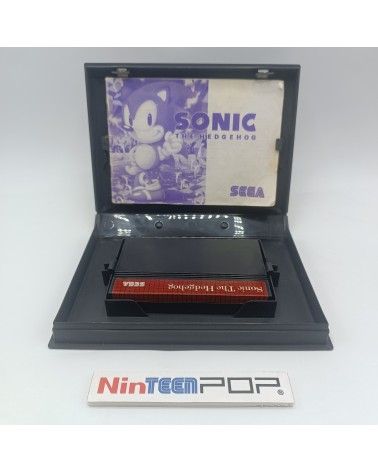 SONIC
THE HEDGEHOG
SEGA
Sonic The Hedgehog
SEGA
NinTEENPOP®